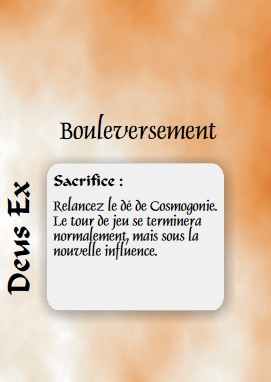 Bouleversement
Deus Ex
Sacrifice :
Relancez le dé de Cosmogonie.
Le tour de jeu se terminera
normalement, mais sous la
nouvelle influence.